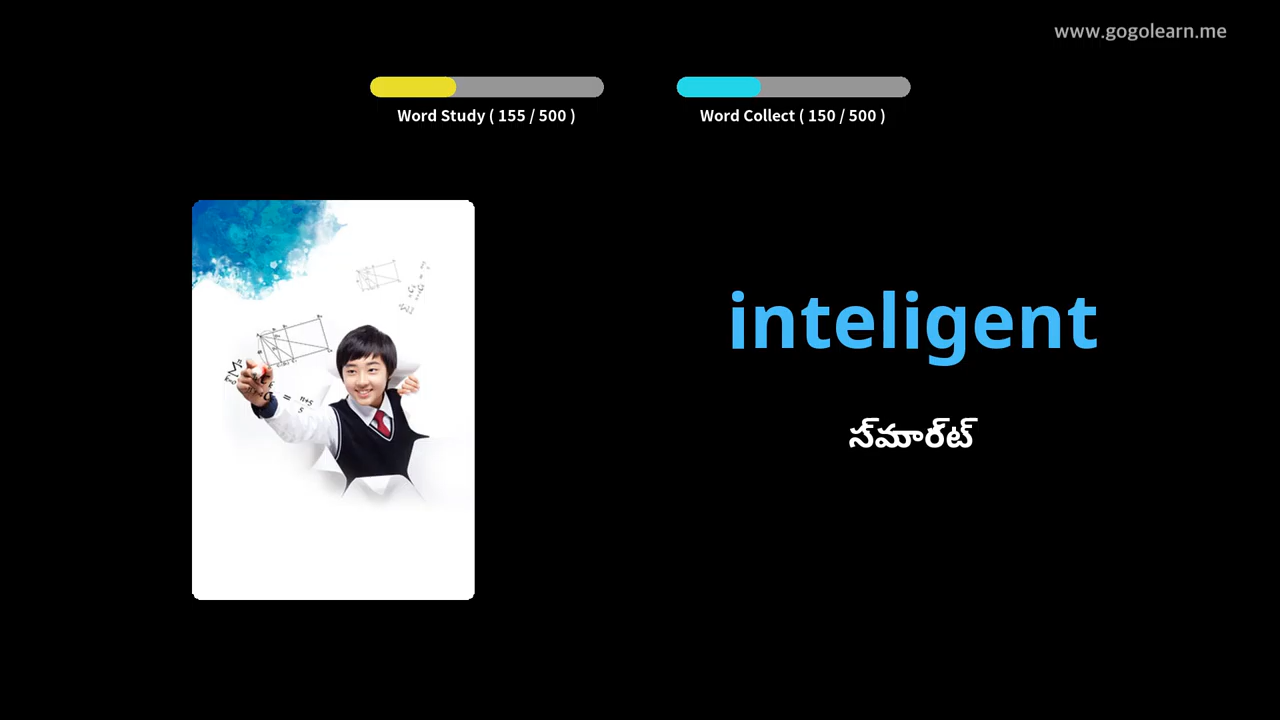 www.gogolearn.me
Word Study ( 155 / 500 )
Word Collect ( 150 / 500 )
inteligent
స్మార్ట్